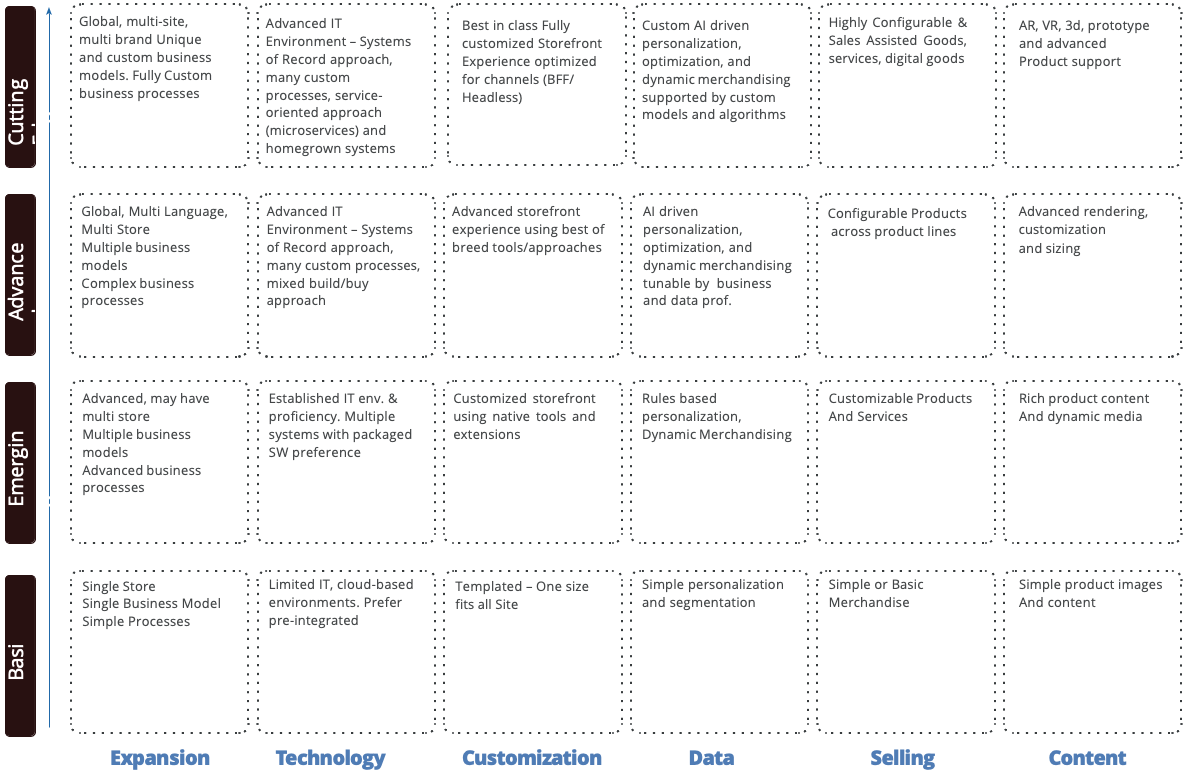 Cutting
Global, multi-site,
multi brand Unique
and custom business
models. Fully Custom
business processes
Advanced IT
Environment – Systems
of Record approach,
many custom
processes, service-
oriented approach
(microservices) and
homegrown systems
Best in class Fully
customized Storefront
Experience optimized
for channels (BFF/
Headless)
Custom AI driven
personalization,
optimization, and
dynamic merchandising
supported by custom
models and algorithms
Highly Configurable &
Sales Assisted Goods,
services, digital goods
AR, VR, 3d, prototype
and advanced
Product support
Advance
Global, Multi Language,
Multi Store
Multiple business
models
Complex business
processes
Advanced IT
Environment – Systems
of Record approach,
many custom processes,
mixed build/buy
approach
Advanced storefront
experience using best of
breed tools/approaches
AI driven
personalization,
optimization, and
dynamic merchandising
tunable by business
and data prof.
Configurable Products
across product lines
Advanced rendering,
customization
and sizing
Emergin
Advanced, may have
multi store
Multiple business
models
Advanced business
processes
Established IT env. &
proficiency. Multiple
systems with packaged
SW preference
Customized storefront
using native tools and
extensions
Rules based
personalization,
Dynamic Merchandising
Customizable Products
And Services
Rich product content
And dynamic media
Basi
Single Store
Single Business Model
Simple Processes
Limited IT, cloud-based
environments. Prefer
pre-integrated
Templated – One size
fits all Site
Simple personalization
and segmentation
Simple or Basic
Merchandise
Simple product images
And content
Expansion
Technology
Customization
Data
Selling
Content